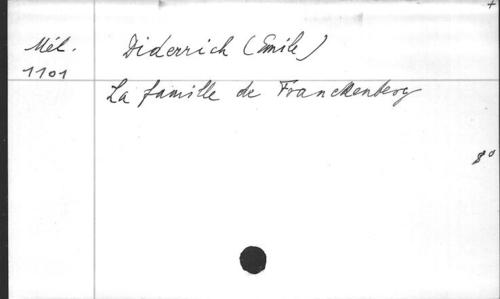 Mél. Diderrich (Emile)
1101
La famille de Franckenberg
8°